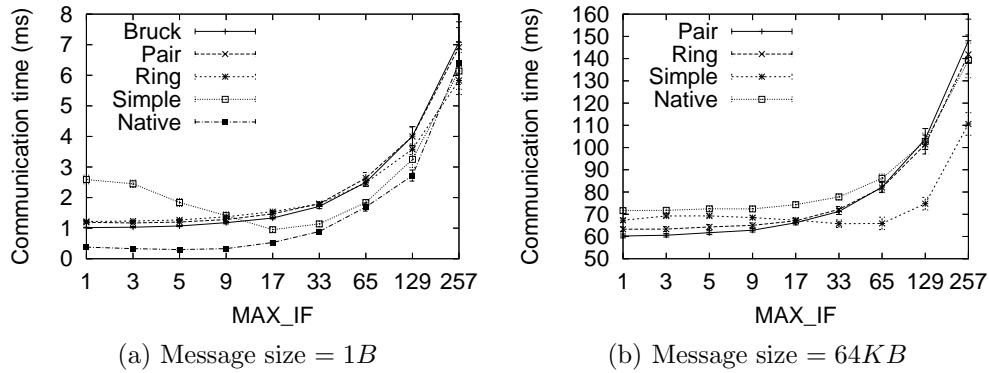 Communication time (ms)
8
7
6
5
4
3
2
1
0
Bruck
Pair
Ring
Simple
Native
1 3 5 9 17 33 65 129 257
MAX_IF
(a) Message size = 1B
Communication time (ms)
160
150
140
130
120
110
100
90
80
70
60
50
Pair
Ring
Simple
Native
1 3 5 9 17 33 65 129 257
MAX_IF
(b) Message size = 64KB